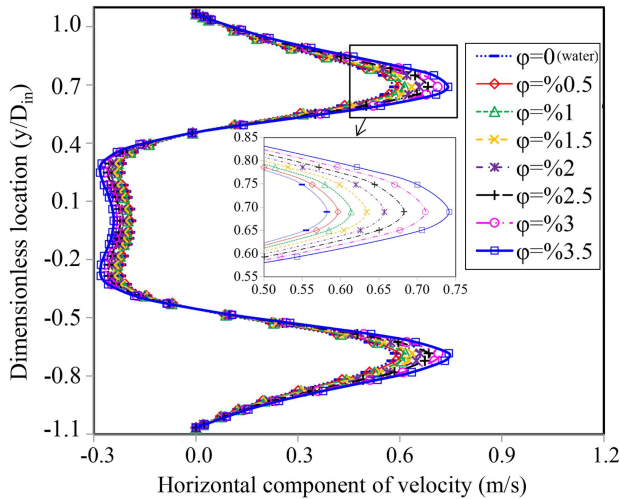 1.0
0.7
0.4
0.1
-0.2
-0.5
-0.8
-1.1
Dimensionless location (y/D_in)
-0.3 0.0 0.3 0.6 0.9 1.2
Horizontal component of velocity (m/s)
φ=0(water)
φ=%0.5
φ=%1
φ=%1.5
φ=%2
φ=%2.5
φ=%3
φ=%3.5
0.85
0.80
0.75
0.70
0.65
0.60
0.55
0.50 0.55 0.60 0.65 0.70 0.75